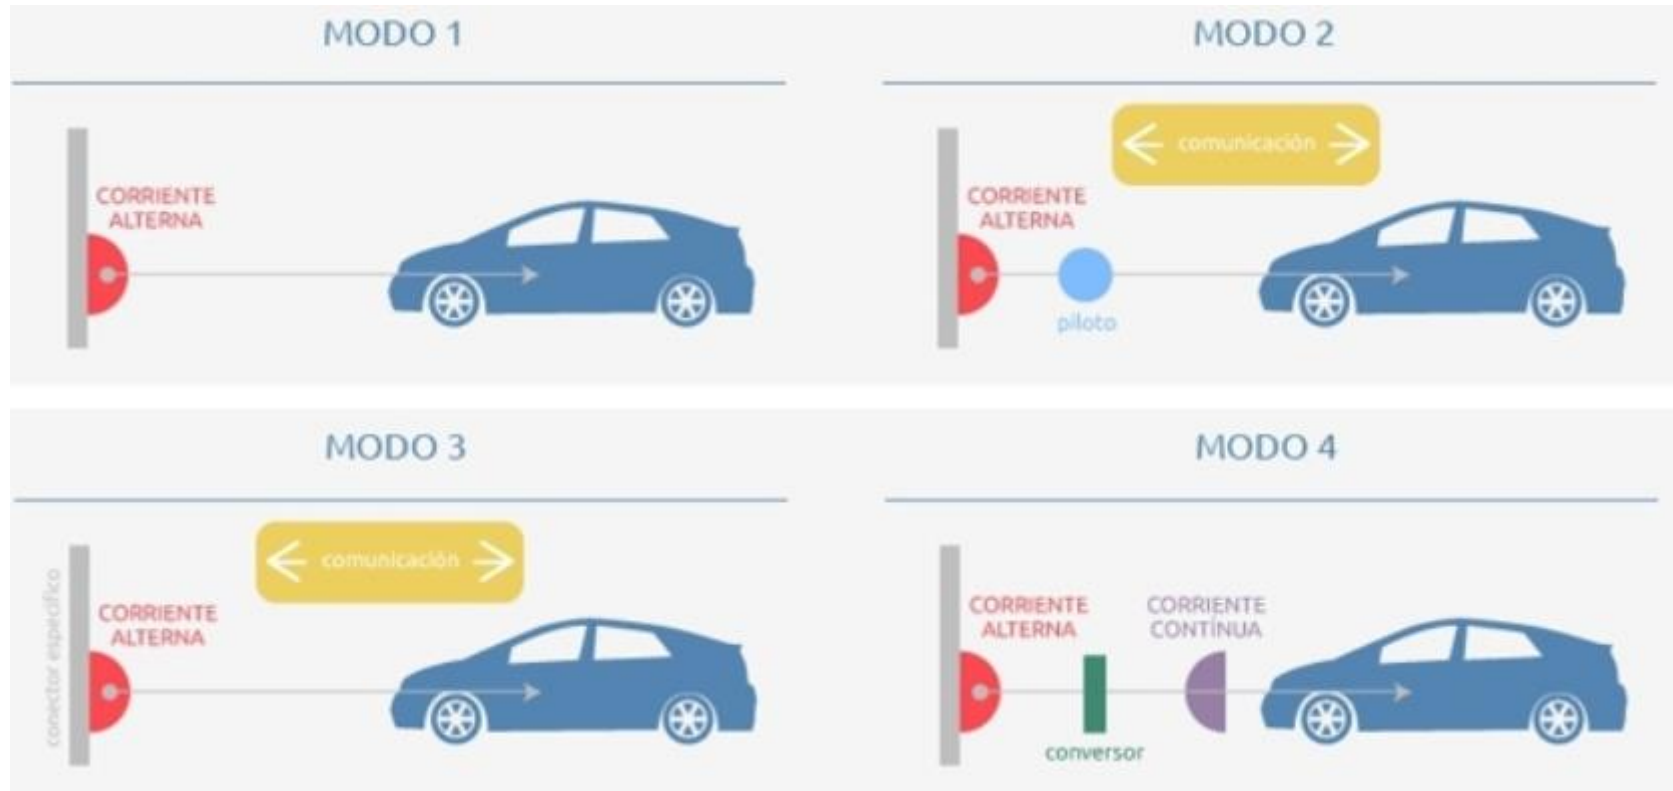 MODO 1
CORRIENTE
ALTERNA
MODO 2
comunicación
CORRIENTE
ALTERNA
piloto
MODO 3
comunicación
conector específico
CORRIENTE
ALTERNA
MODO 4
CORRIENTE
ALTERNA
CORRIENTE
CONTÍNUA
conversor